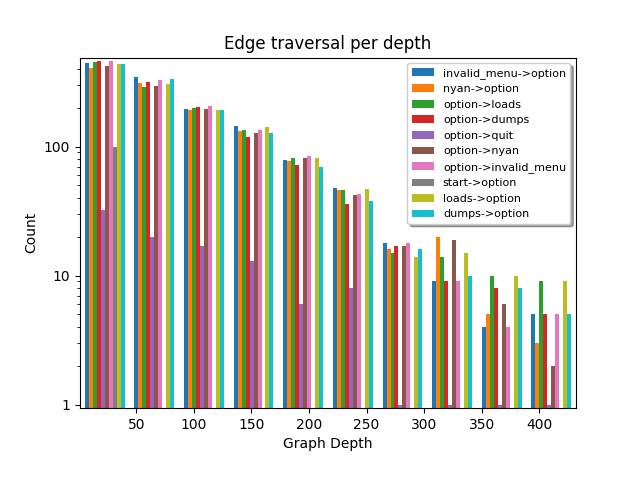 Edge traversal per depth
invalid_menu->option
nyan->option
option->loads
option->dumps
option->quit
option->nyan
option->invalid_menu
start->option
loads->option
dumps->option
Count
100
10
1
50 100 150 200 250 300 350 400
Graph Depth